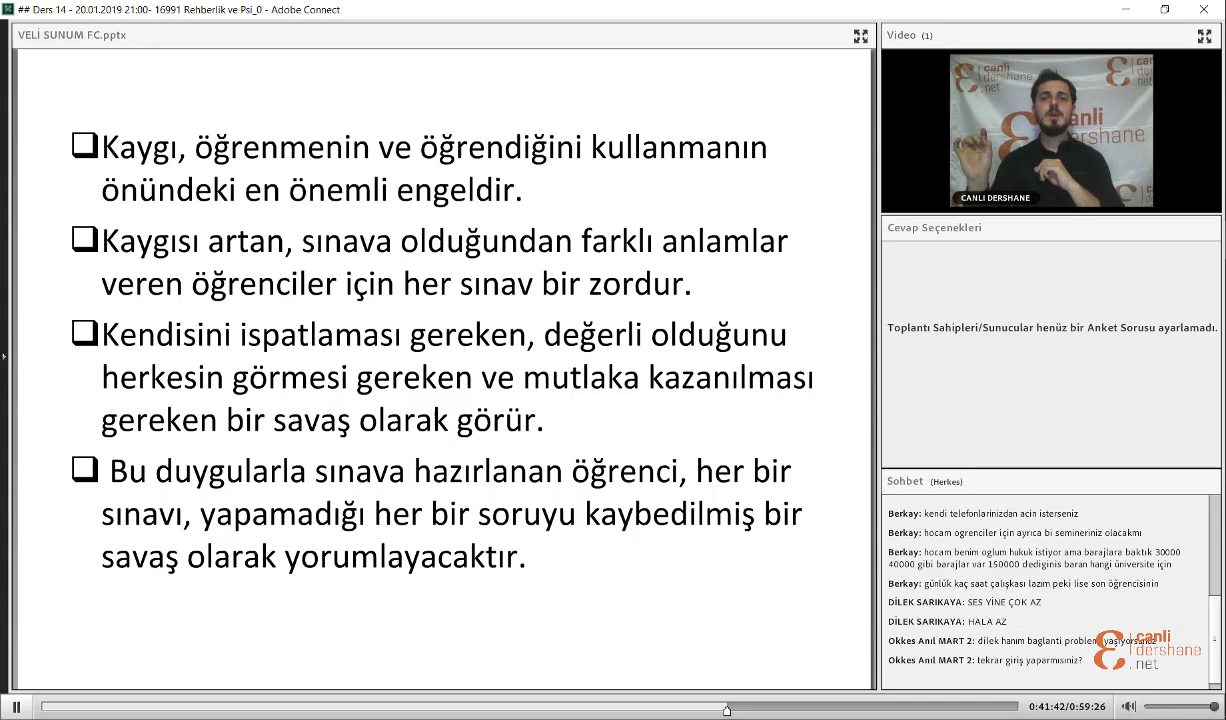 ## Ders 14 - 20.01.2019 21:00- 16991 Rehberlik ve Psi_0 - Adobe Connect
VELİ SUNUM FC.pptx
Kaygı, öğrenmenin ve öğrendiğini kullanmanın
önündeki en önemli engeldir.
Kaygısı artan, sınava olduğundan farklı anlamlar
veren öğrenciler için her sınav bir zordur.
Kendisini ispatlaması gereken, değerli olduğunu
herkesin görmesi gereken ve mutlaka kazanılması
gereken bir savaş olarak görür.
Bu duygularla sınava hazırlanan öğrenci, her bir
sınavı, yapamadığı her bir soruyu kaybedilmiş bir
savaş olarak yorumlayacaktır.
Video (1)
canli
dershane
.net
canli
dershane
CANLI DERSHANE
Cevap Seçenekleri
Toplantı Sahipleri/Sunucular henüz bir Anket Sorusu ayarlamadı.
Sohbet (Herkes)
Berkay: kendi telefonlarinizdan acin isterseniz
Berkay: hocam ogrenciler için ayrıca bi semineriniz olacakmı
Berkay: hocam benim oglum hukuk istiyor ama barajlara baktık 30000
40000 gibi barajlar var 150000 dediginis baran hangi üniversite için
Berkay: günlük kaç saat çalışkası lazım peki lise son öğrencisinin
DİLEK SARIKAYA: SES YİNE ÇOK AZ
DİLEK SARIKAYA: HALA AZ
Okkes Anıl MART 2: dilek hanım baglanti problemi yaşıyorsunuz
Okkes Anıl MART 2: tekrar giriş yaparmısınız?
canli
dershane
.net
0:41:42/0:59:26